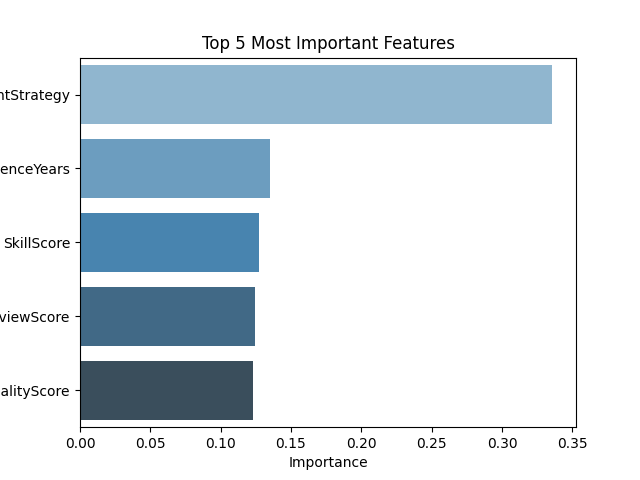 Top 5 Most Important Features
ntStrategy
enceYears
SkillScore
viewScore
alityScore
0.00 0.05 0.10 0.15 0.20 0.25 0.30 0.35
Importance